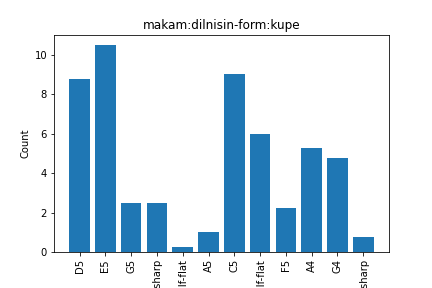 makam:dilnisin-form:kupe
Count
10
8
6
4
2
0
D5
E5
G5
sharp
lf-flat
A5
C5
lf-flat
F5
A4
G4
sharp